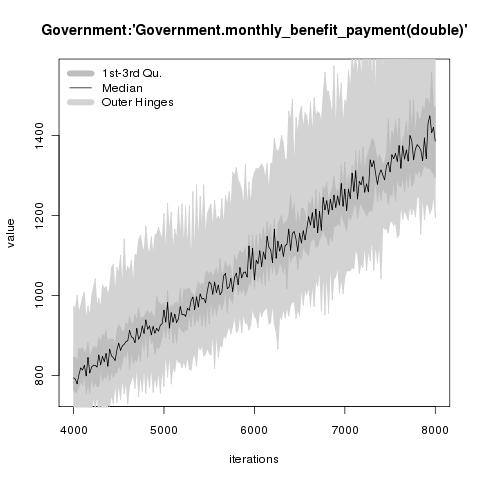 Government:'Government.monthly_benefit_payment(double)'
1st-3rd Qu.
Median
Outer Hinges
value
1400
1200
1000
800
4000 5000 6000 7000 8000
iterations